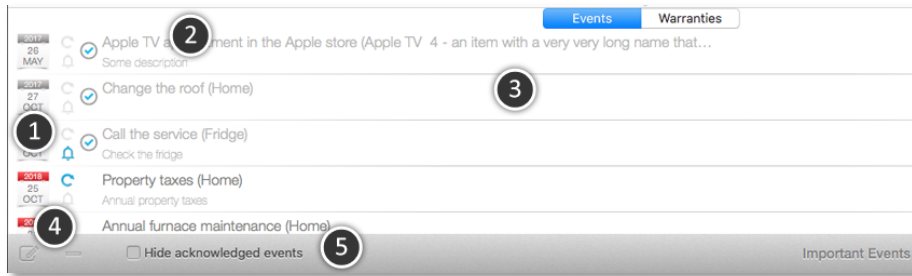 Events Warranties
2017
26
MAY
Apple TV a ment in the Apple store (Apple TV 4 - an item with a very very long name that…
Some description
2
2017
27
OCT
Change the roof (Home)
3
1
OCT
Call the service (Fridge)
Check the fridge
2018
25
OCT
Property taxes (Home)
Annual property taxes
4
Annual furnace maintenance (Home)
Hide acknowledged events
5
Important Events